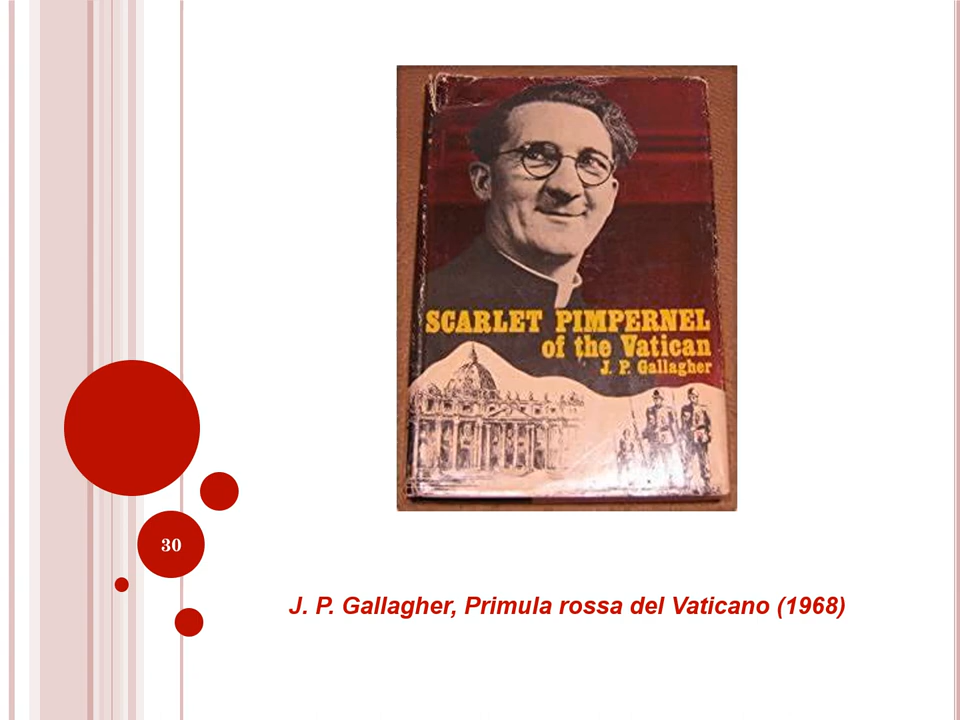 SCARLET PIMPERNEL
of the Vatican
J. P. Gallagher
30
J. P. Gallagher, Primula rossa del Vaticano (1968)